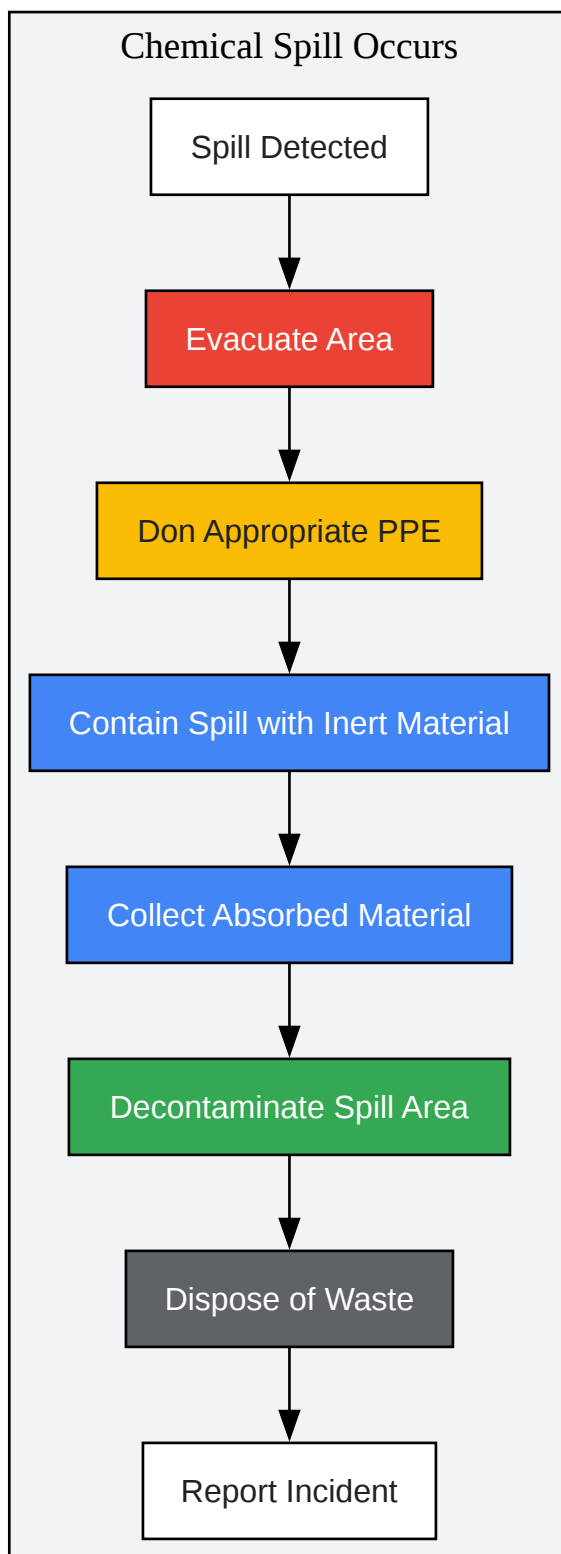 Chemical Spill Occurs
Spill Detected
Evacuate Area
Don Appropriate PPE
Contain Spill with Inert Material
Collect Absorbed Material
Decontaminate Spill Area
Dispose of Waste
Report Incident